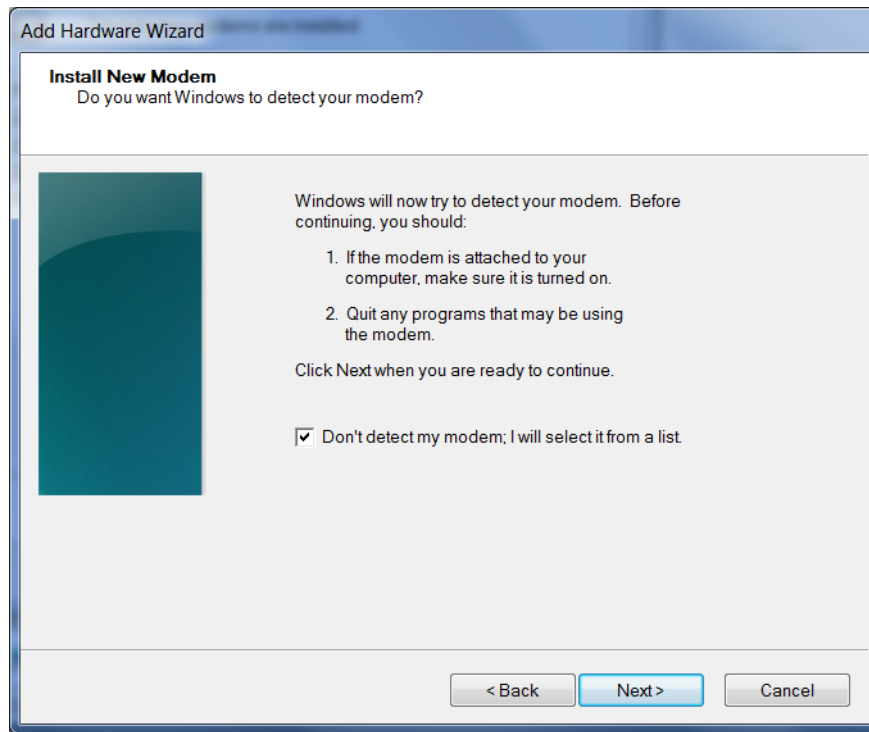 Add Hardware Wizard
Install New Modem
Do you want Windows to detect your modem?
Windows will now try to detect your modem. Before
continuing, you should:
1. If the modem is attached to your
computer, make sure it is turned on.
2. Quit any programs that may be using
the modem.
Click Next when you are ready to continue.
Don't detect my modem; I will select it from a list.
< Back
Next >
Cancel